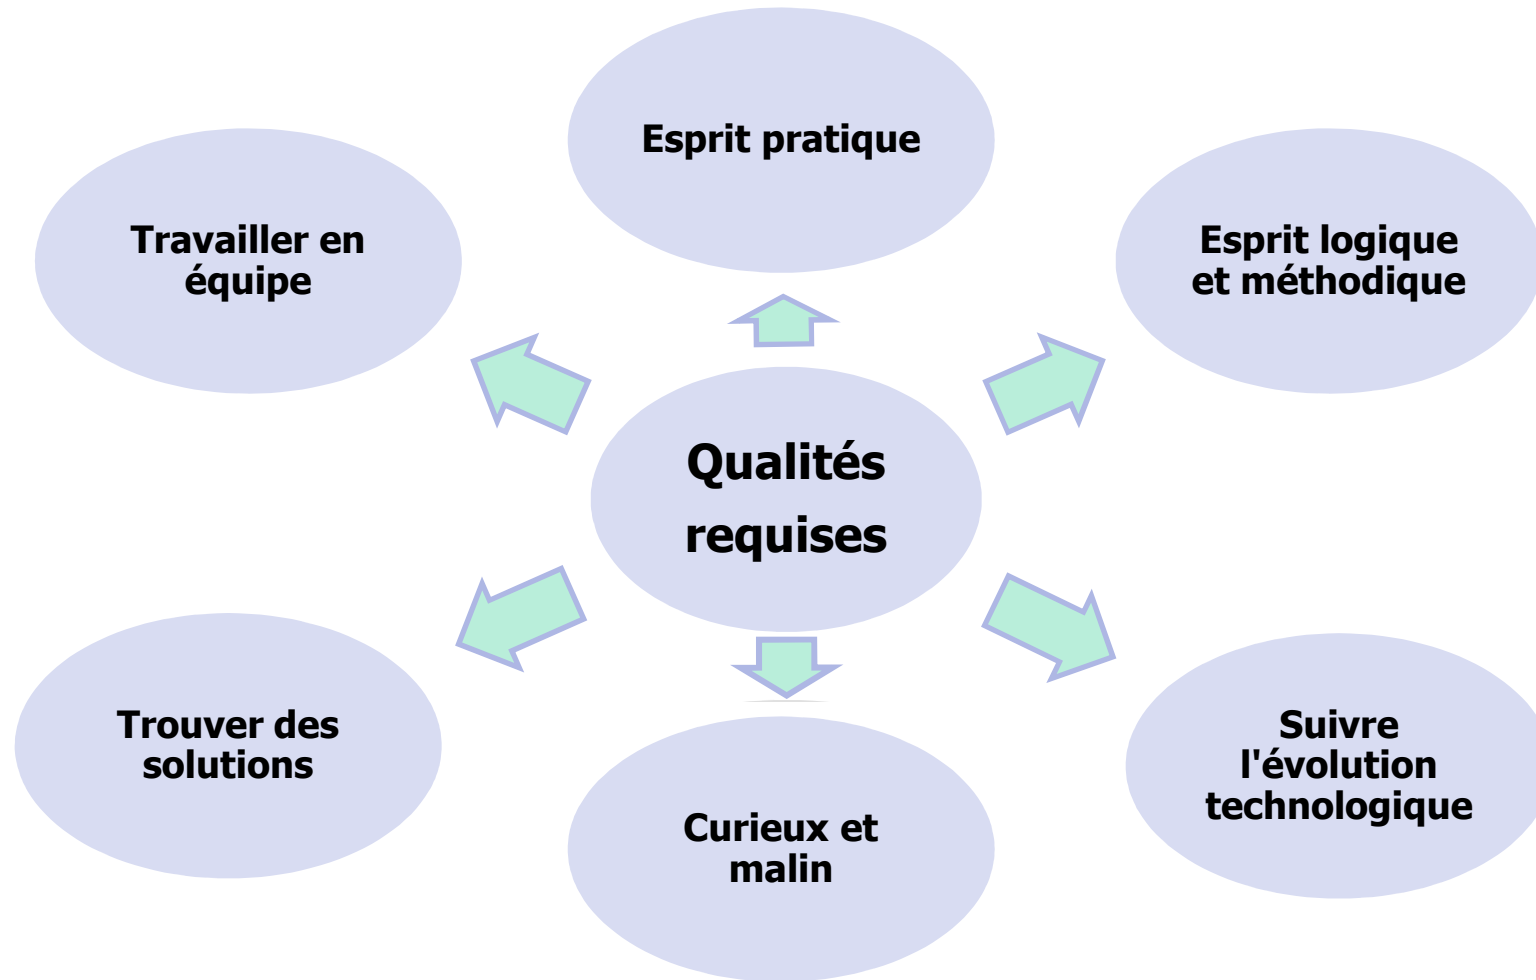 Esprit pratique
Travailler en
équipe
Esprit logique
et méthodique
Qualités
requises
Trouver des
solutions
Suivre
l'évolution
technologique
Curieux et
malin